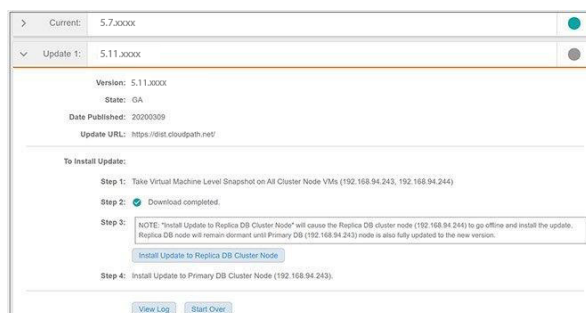 Current: 5.7.xxxx
Update 1: 5.11.xxxx
Version: 5.11.xxxx
State: GA
Date Published: 20200309
Update URL: https://dist.cloudpath.net/
To Install Update:
Step 1: Take Virtual Machine Level Snapshot on All Cluster Node VMs (192.168.94.243, 192.168.94.244)
Step 2: Download completed.
Step 3: NOTE: "Install Update to Replica DB Cluster Node" will cause the Replica DB cluster node (192.168.94.244) to go offline and install the update.
Replica DB node will remain dormant until Primary DB (192.168.94.243) node is also fully updated to the new version.
Install Update to Replica DB Cluster Node
Step 4: Install Update to Primary DB Cluster Node (192.168.94.243).
View Log Start Over